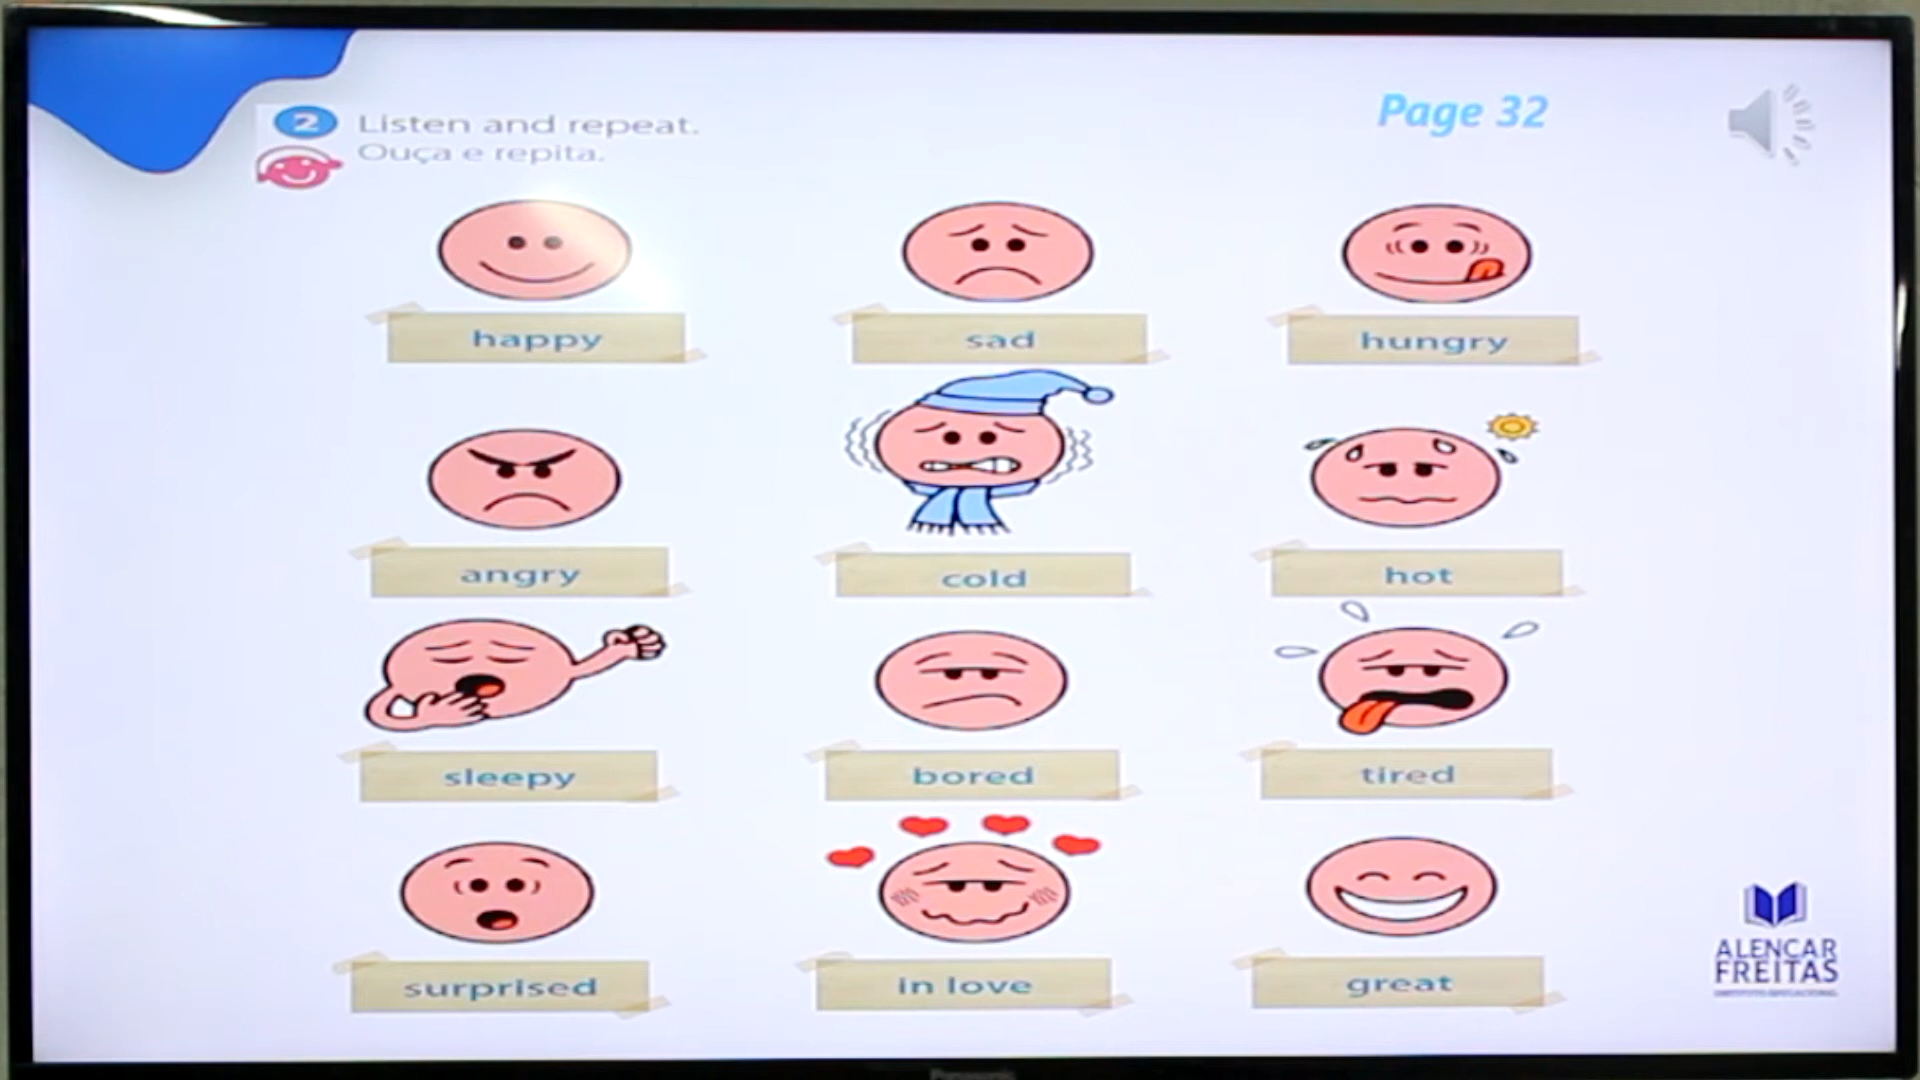 2 Listen and repeat.
Ouça e repita.
Page 32
happy
sad
hungry
angry
cold
hot
sleepy
bored
tired
surprised
in love
great
ALENCAR
FREITAS
Panasonic